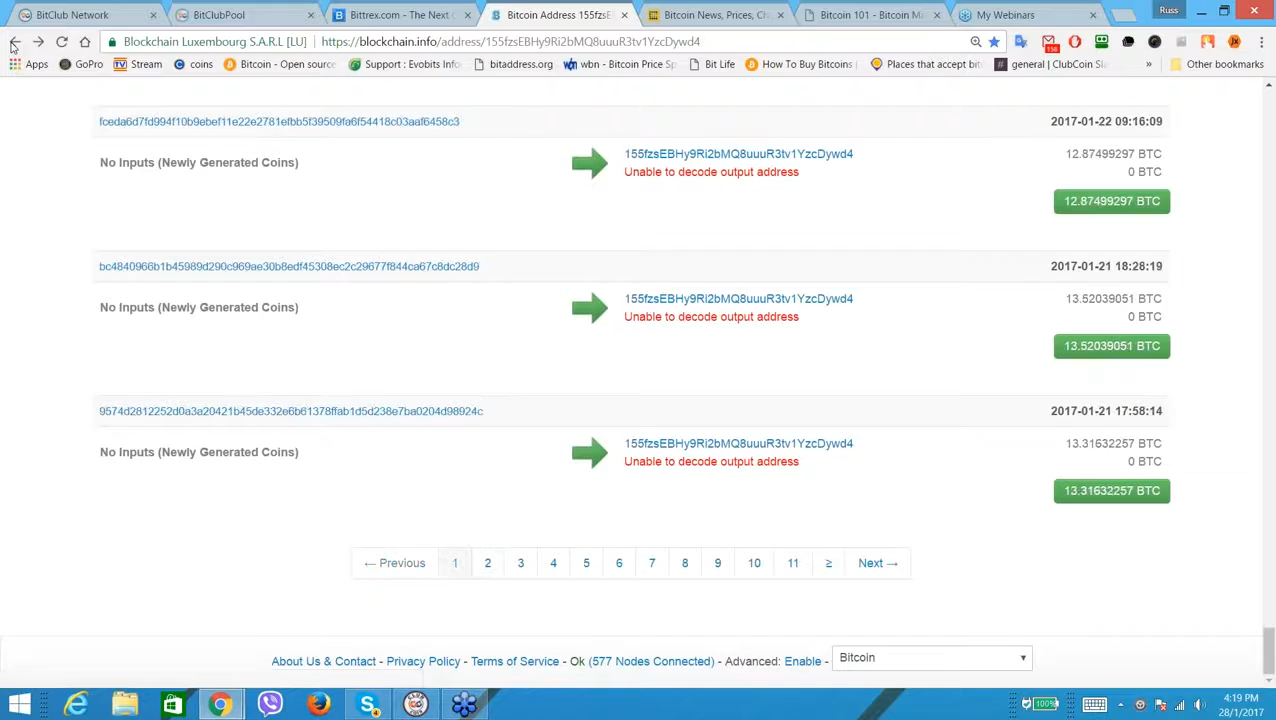 BitClub Network
BitClubPool
Bittrex.com - The Next G
Bitcoin Address 155fzsE
Bitcoin News, Prices, C
Bitcoin 101 - Bitcoin M
My Webinars
Russ
Blockchain Luxembourg S.A.R.L [LU]
https://blockchain.info/address/155fzsEBHy9Ri2bMQ8uuuR3tv1YzcDywd4
156
Apps
GoPro
Stream
coins
Bitcoin - Open source
Support : Evobits Info
bitaddress.org
wbn - Bitcoin Price Sp
Bit Life
How To Buy Bitcoins
Places that accept bit
general | ClubCoin Sla
»
Other bookmarks
fceda6d7fd994f10b9ebef11e22e2781efbb5f39509fa6f54418c03aaf6458c3
2017-01-22 09:16:09
No Inputs (Newly Generated Coins)
155fzsEBHy9Ri2bMQ8uuuR3tv1YzcDywd4
12.87499297 BTC
Unable to decode output address
0 BTC
12.87499297 BTC
bc4840966b1b45989d290c969ae30b8edf45308ec2c29677f844ca67c8dc28d9
2017-01-21 18:28:19
No Inputs (Newly Generated Coins)
155fzsEBHy9Ri2bMQ8uuuR3tv1YzcDywd4
13.52039051 BTC
Unable to decode output address
0 BTC
13.52039051 BTC
9574d2812252d0a3a20421b45de332e6b61378ffab1d5d238e7ba0204d98924c
2017-01-21 17:58:14
No Inputs (Newly Generated Coins)
155fzsEBHy9Ri2bMQ8uuuR3tv1YzcDywd4
13.31632257 BTC
Unable to decode output address
0 BTC
13.31632257 BTC
← Previous 1 2 3 4 5 6 7 8 9 10 11 ≥ Next →
About Us & Contact - Privacy Policy - Terms of Service - Ok (577 Nodes Connected) - Advanced: Enable -
Bitcoin
100%
4:19 PM
28/1/2017